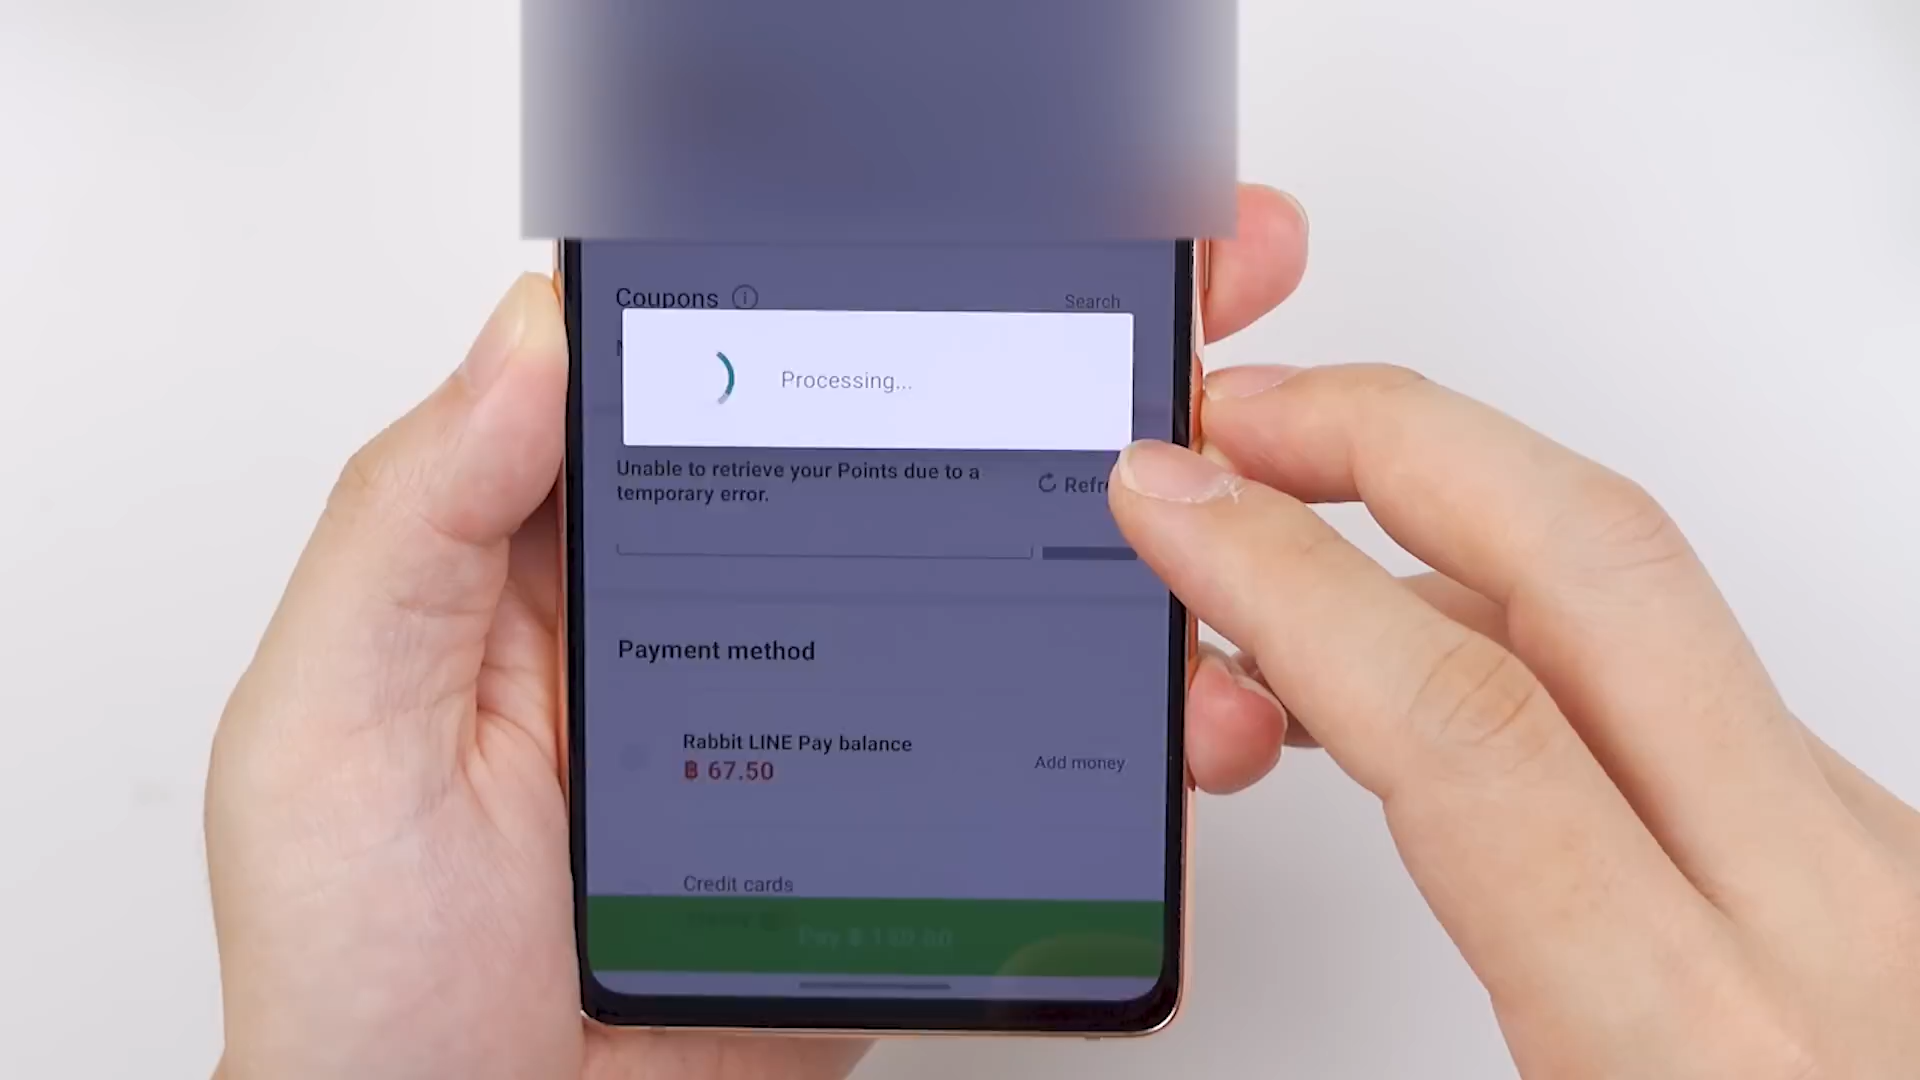 Coupons
Search
Processing...
Unable to retrieve your Points due to a
temporary error.
Payment method
Rabbit LINE Pay balance
฿ 67.50
Add money
Credit cards
Pay ฿